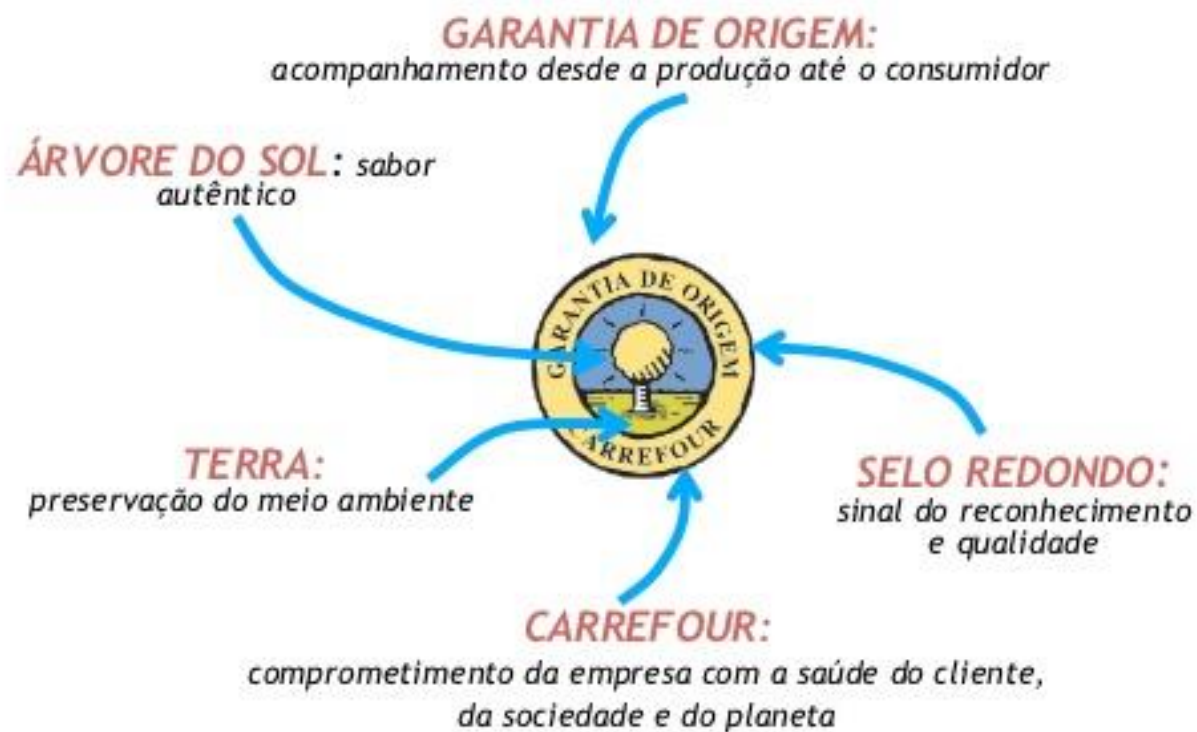 GARANTIA DE ORIGEM:
acompanhamento desde a produção até o consumidor
ÁRVORE DO SOL: sabor
autêntico
GARANTIA DE ORIGEM
CARREFOUR
TERRA:
preservação do meio ambiente
SELO REDONDO:
sinal do reconhecimento
e qualidade
CARREFOUR:
comprometimento da empresa com a saúde do cliente,
da sociedade e do planeta